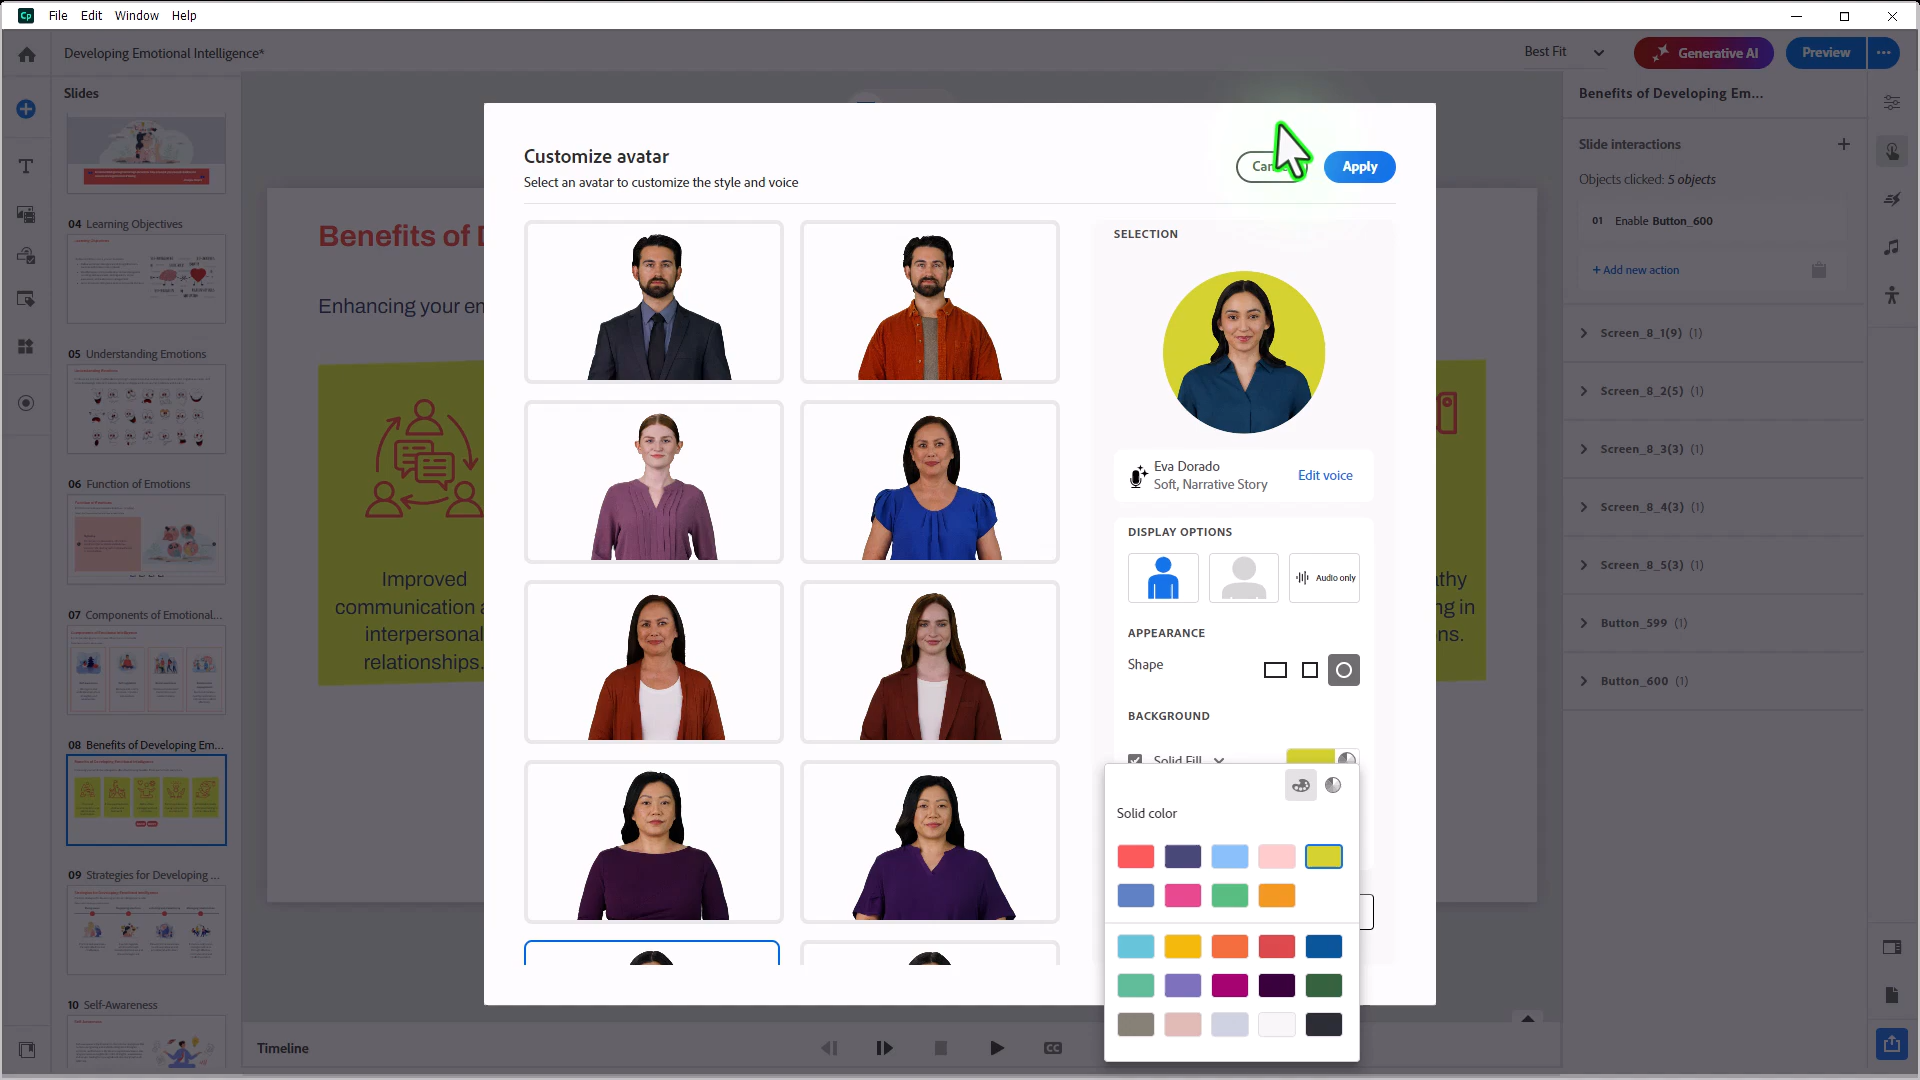 Cp File Edit Window Help
Developing Emotional Intelligence*
Best Fit
Generative AI
Preview
Slides
04 Learning Objectives
05 Understanding Emotions
06 Function of Emotions
07 Components of Emotional...
08 Benefits of Developing Em...
09 Strategies for Developing ...
10 Self-Awareness
Benefits of D
Enhancing your en
Improved
communication a
interpersonal
relationships.
Customize avatar
Select an avatar to customize the style and voice
Apply
SELECTION
Eva Dorado
Soft, Narrative Story
Edit voice
DISPLAY OPTIONS
Audio only
APPEARANCE
Shape
BACKGROUND
Solid Fill
Solid color
Benefits of Developing Em...
Slide interactions
Objects clicked: 5 objects
01 Enable Button_600
+ Add new action
Screen_8_1(9) (1)
Screen_8_2(5) (1)
Screen_8_3(3) (1)
Screen_8_4(3) (1)
Screen_8_5(3) (1)
Button_599 (1)
Button_600 (1)
Timeline
CC